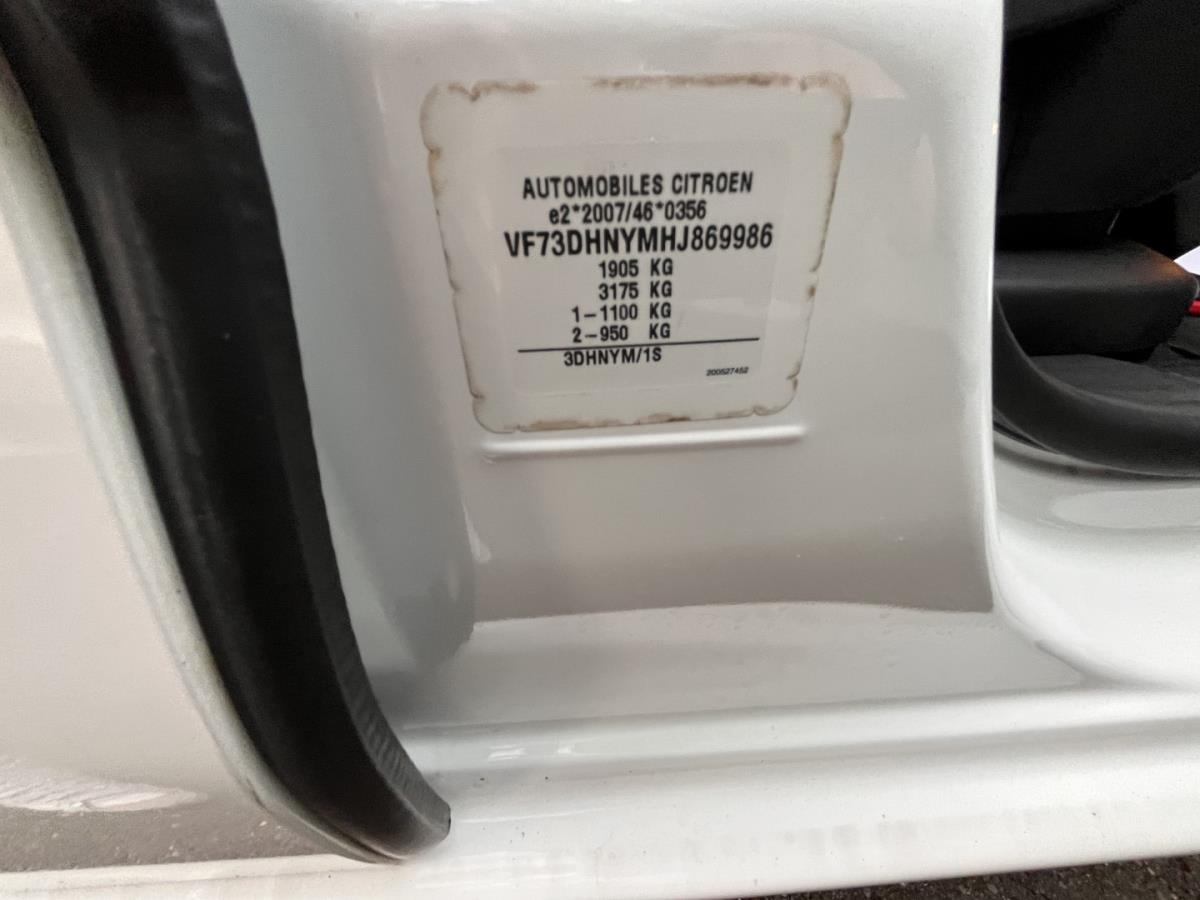 AUTOMOBILES CITROEN
e2*2007/46*0356
VF73DHNYMHJ869986
1905 KG
3175 KG
1-1100 KG
2-950 KG
3DHNYM/1S
200527452